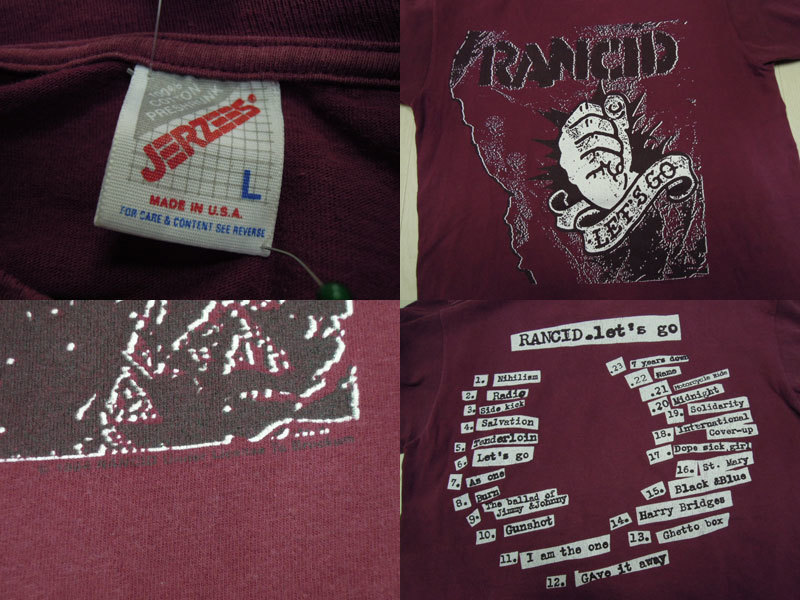 100%
COTTON
PRESHRUNK
JERZEES®
L
MADE IN U.S.A.
FOR CARE & CONTENT SEE REVERSE
RANCID
LET'S GO
RANCID.let's go
1. Nihilism
2. Radio
3. Side kick
4. Salvation
5. Tenderloin
6. Let's go
7. As one
8. Burn
9. The ballad of
Jimmy &Johnny
10. Gunshot
11. I am the one
12. GAve it away
13. Ghetto box
14. Harry Bridges
15. Black &Blue
16. St. Mary
17. Dope sick girl
18. International
Cover-up
19. Solidarity
.20 Midnight
.21 Motorcycle ride
.22 Name
.23 7 years down